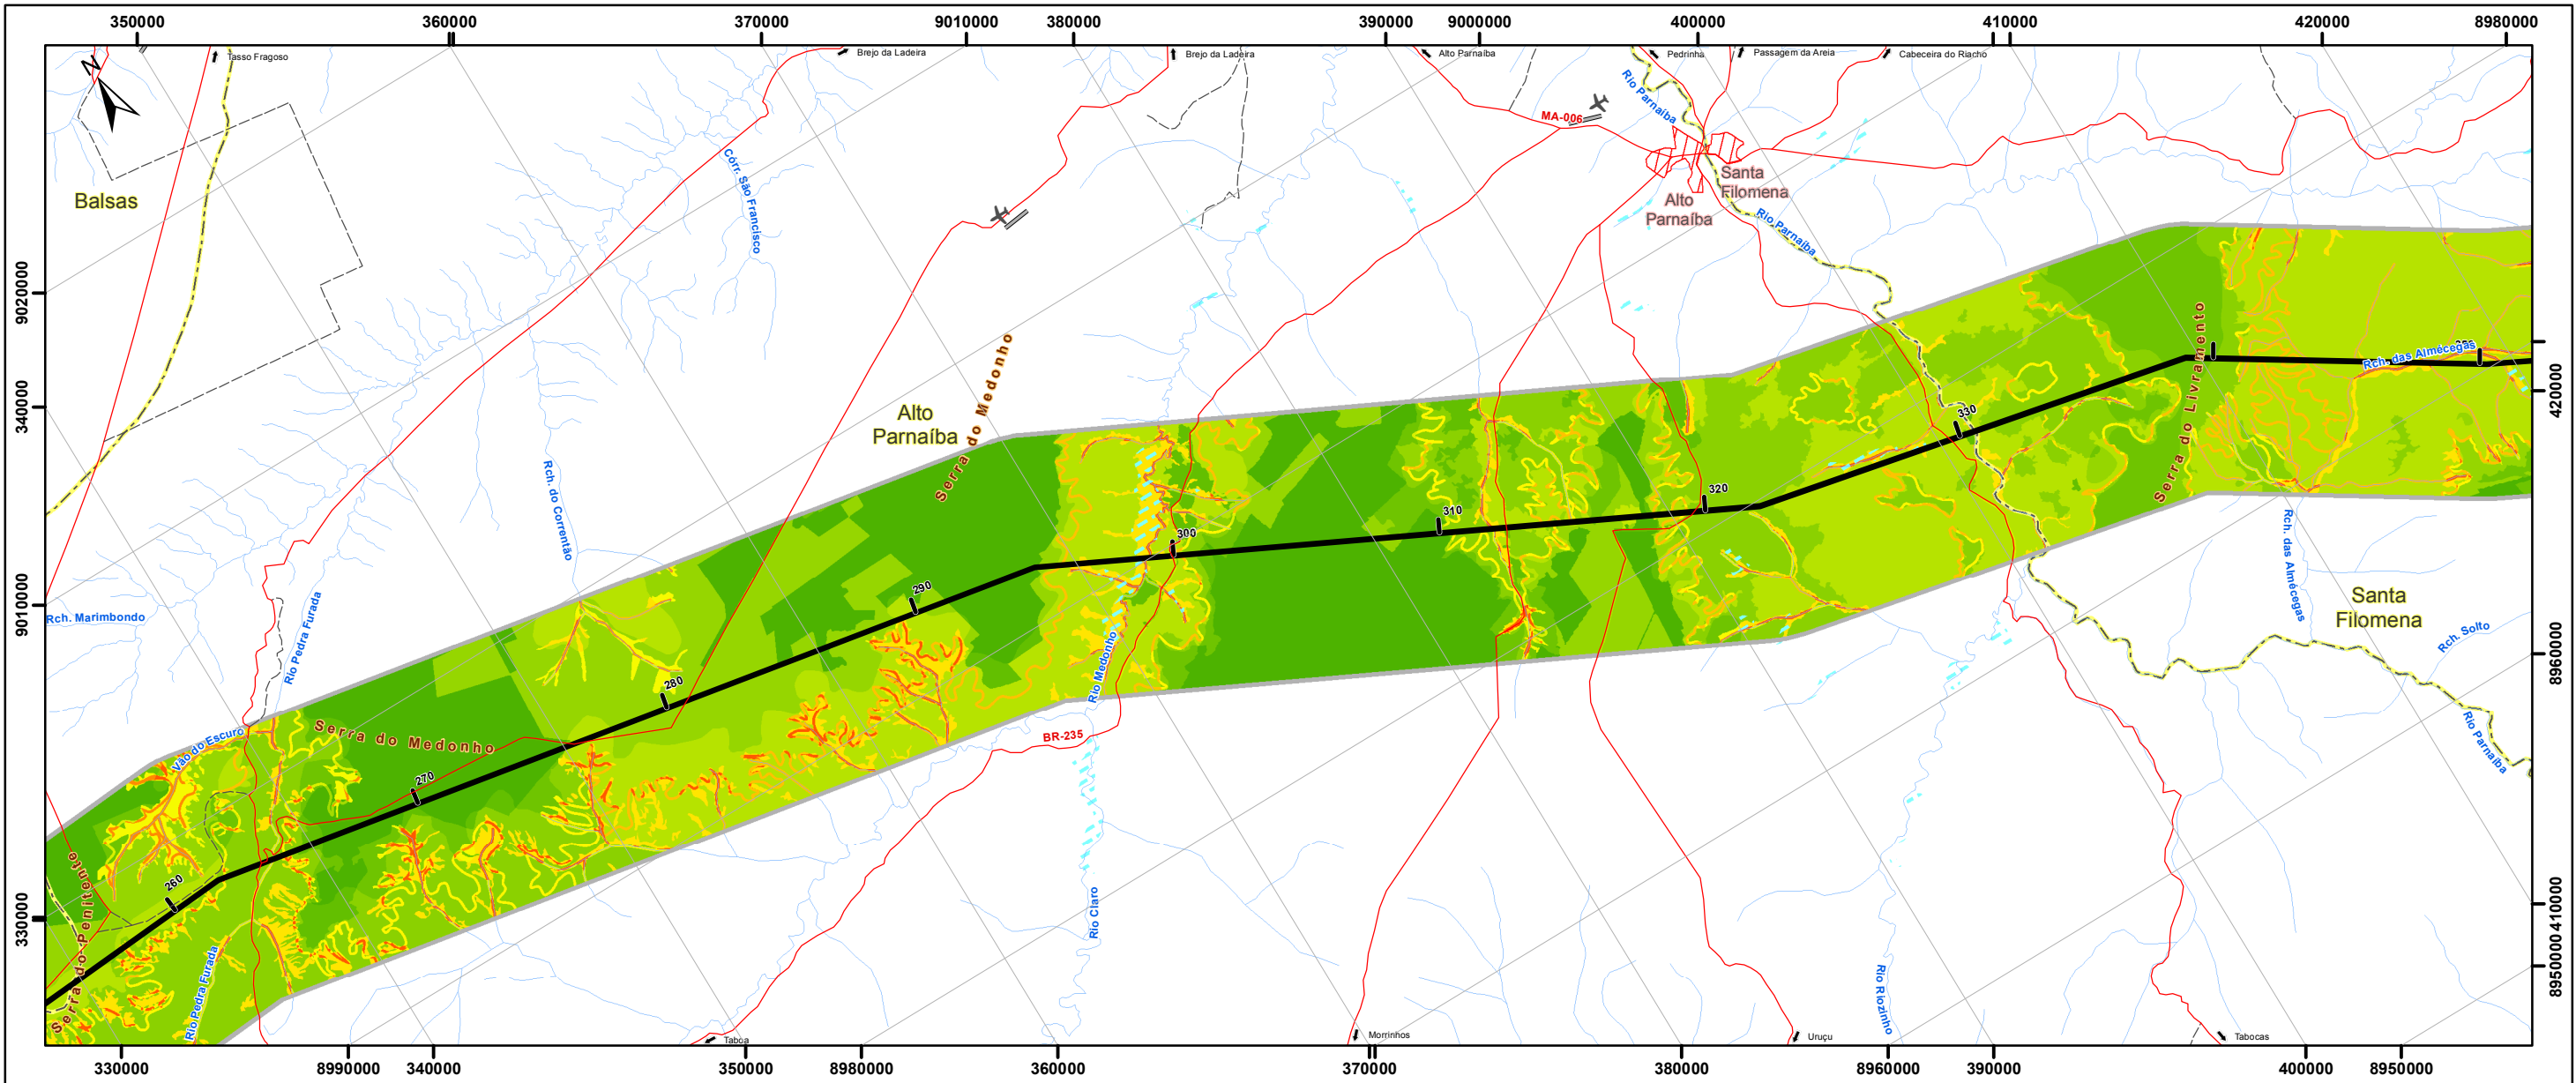 350000
360000
370000
9010000
380000
390000
9000000
400000
410000
420000
8980000
N
Tasso Fragoso
Brejo da Ladeira
Brejo da Ladeira
Alto Parnaíba
Pedrinha
Passagem da Areia
Cabeceira do Riacho
Rio Parnaíba
MA-006
Balsas
Córr. São Francisco
Santa
Filomena
Alto
Parnaíba
Rio Parnaíba
9020000
340000
9010000
330000
420000
8960000
410000
8950000
Serra do Medonho
Alto
Parnaíba
Serra do Livramento
Rch. das Almécegas
330
320
310
300
290
280
270
260
Rch. do Correntão
Rch. Marimbondo
Rio Pedra Furada
Vão do Escuro
Serra do Medonho
Rio Medonho
BR-235
Rch. das Almécegas
Santa
Filomena
Rch. Solto
Rio Parnaíba
Serra do Penitente
Rio Pedra Furada
Rio Claro
Rio Riozinho
Taboa
Morrinhos
Uruçu
Tabocas
330000
8990000
340000
350000
8980000
360000
370000
380000
8960000
390000
400000
8950000